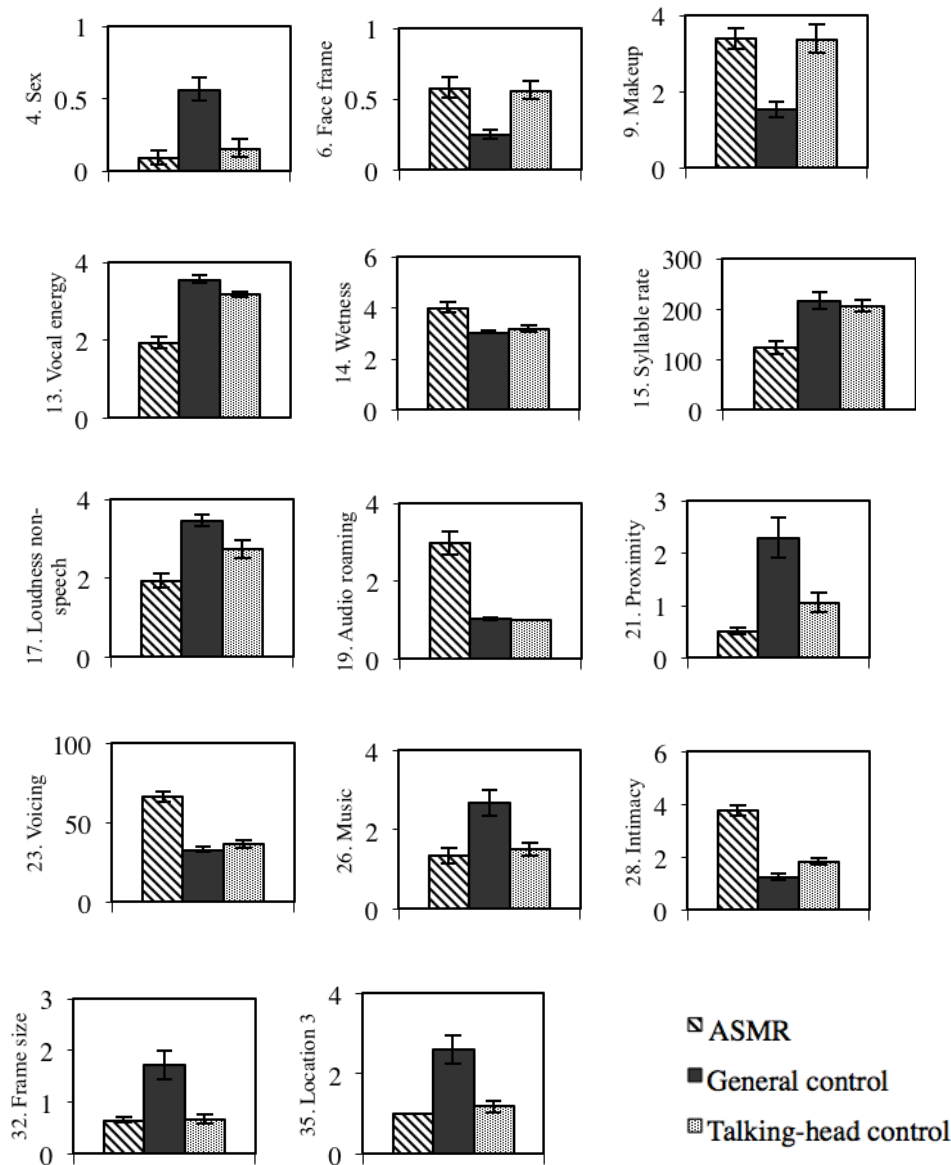 4. Sex
1
0.5
0
6. Face frame
1
0.5
0
9. Makeup
4
2
0
13. Vocal energy
4
2
0
14. Wetness
6
4
2
0
15. Syllable rate
300
200
100
0
17. Loudness non-
speech
4
2
0
19. Audio roaming
4
2
0
21. Proximity
3
2
1
0
23. Voicing
100
50
0
26. Music
4
2
0
28. Intimacy
6
4
2
0
32. Frame size
3
2
1
0
35. Location 3
4
2
0
ASMR
General control
Talking-head control